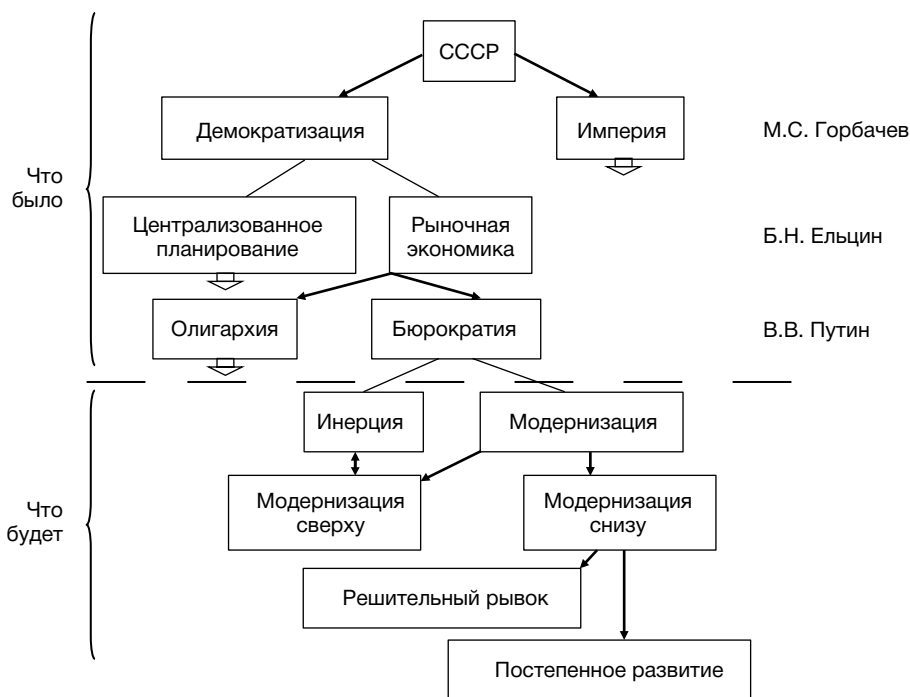 СССР
Демократизация
Империя
М.С. Горбачев
Что
было
Централизованное
планирование
Рыночная
экономика
Б.Н. Ельцин
Олигархия
Бюрократия
В.В. Путин
Инерция
Модернизация
Что
будет
Модернизация
сверху
Модернизация
снизу
Решительный рывок
Постепенное развитие